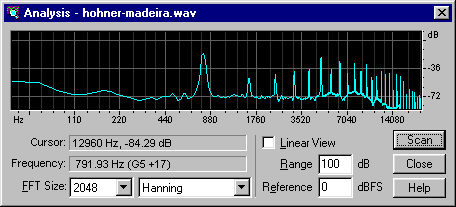 Analysis - hohner-madeira.wav
dB
-36
-72
Hz 110 220 440 880 1760 3520 7040 14080
Cursor: 12960 Hz, -84.29 dB
Linear View
Scan
Frequency: 791.93 Hz (G5 +17)
Range 100 dB
Close
FFT Size: 2048 Hanning
Reference 0 dBFS
Help